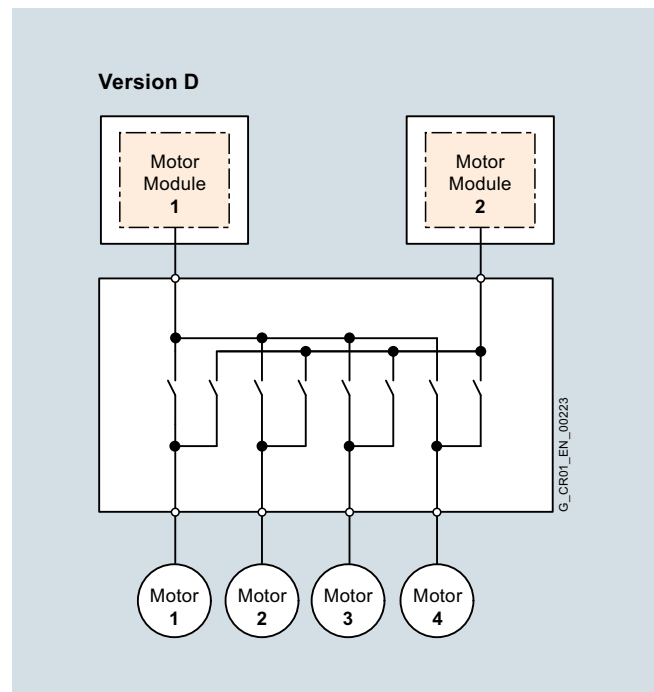 Version D
Motor
Module
1
Motor
Module
2
G_CR01_EN_00223
Motor
1
Motor
2
Motor
3
Motor
4